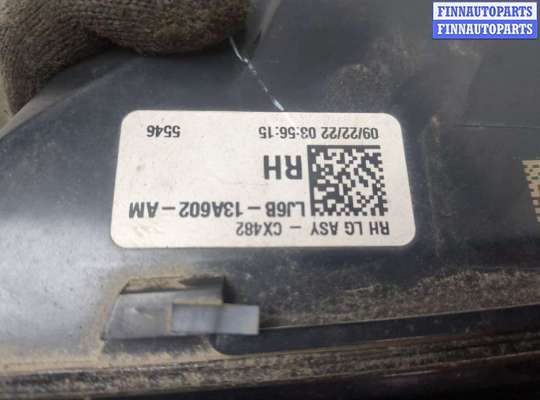 FINNAUTOPARTS
FINNAUTOPARTS
RH LG ASY - CX482
LJ6B - 13A602 - AM
RH
09/22/22 03:56:15
5546